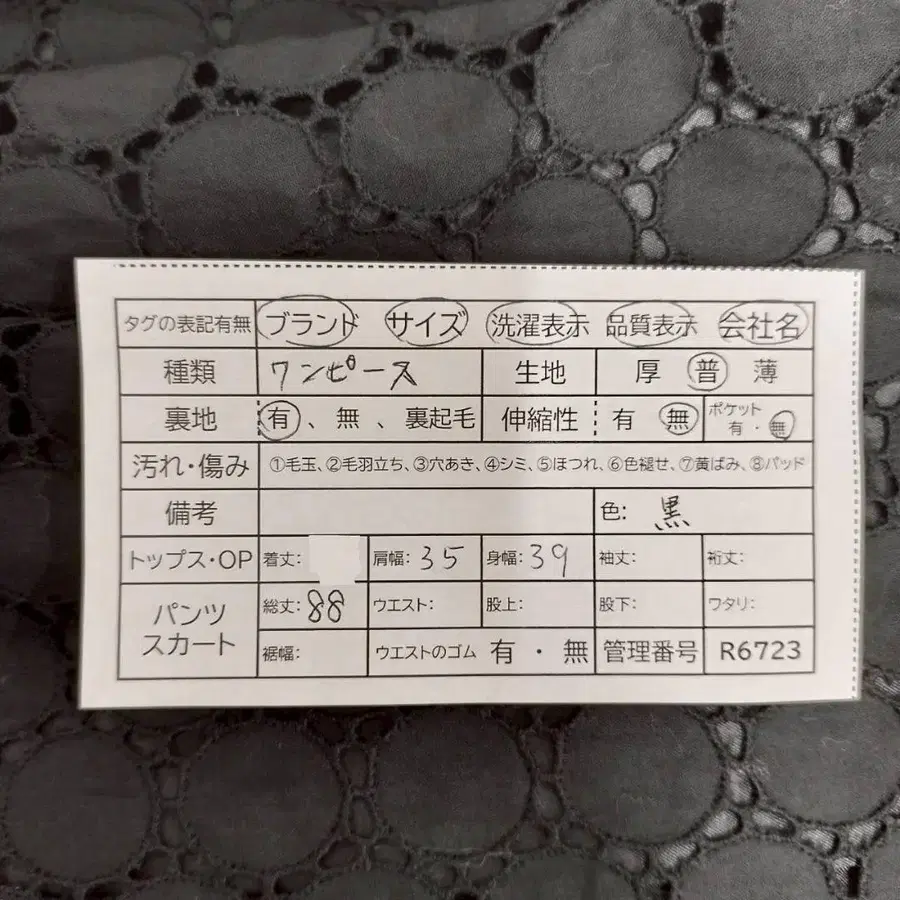 タグの表記有無 ブランド サイズ 洗濯表示 品質表示 会社名
種類 ワンピース 生地 厚 普 薄
裏地 有、無、裏起毛 伸縮性 有 無 ポケット 有・無
汚れ・傷み ①毛玉、②毛羽立ち、③穴あき、④シミ、⑤ほつれ、⑥色褪せ、⑦黄ばみ、⑧パッド
備考 色: 黒
トップス・OP 着丈: 肩幅: 35 身幅: 39 袖丈: 裄丈:
パンツ スカート 総丈: 88 ウエスト: 股上: 股下: ワタリ:
裾幅: ウエストのゴム 有・無 管理番号 R6723